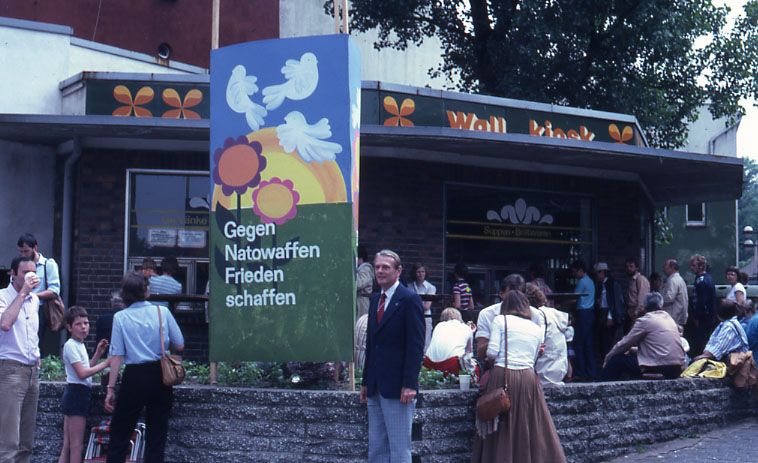 Wall kiosk
Gegen
Natowaffen
Frieden
schaffen